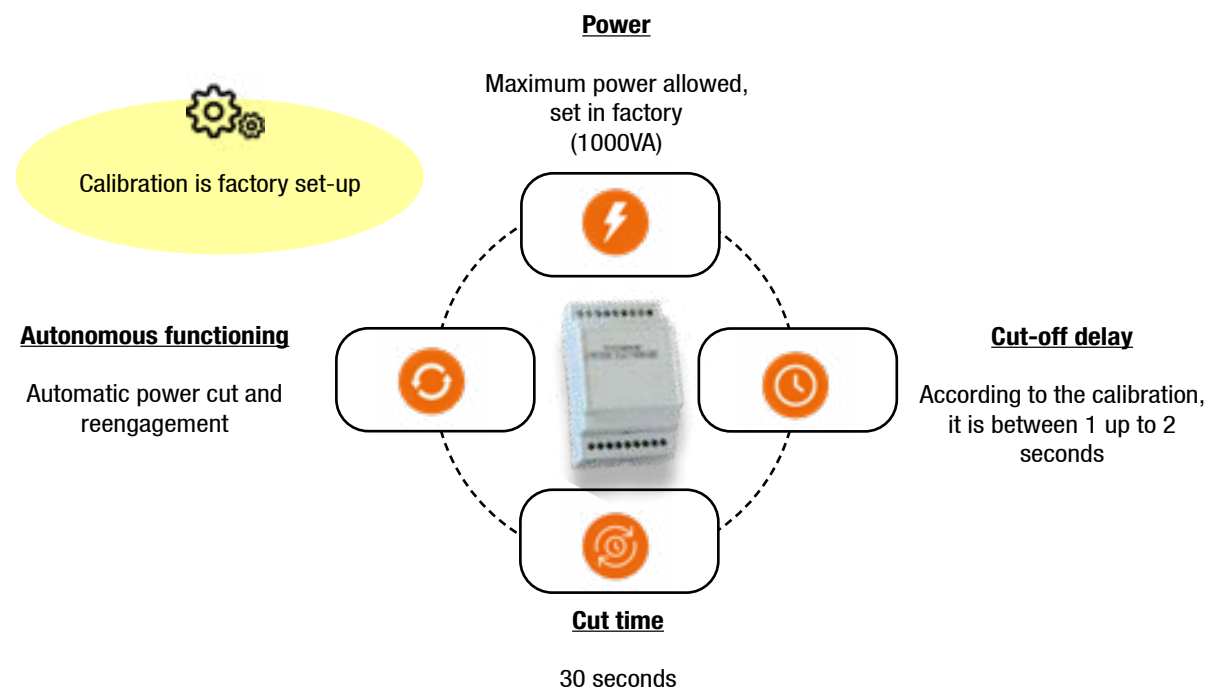 Power
Maximum power allowed,
set in factory
(1000VA)
Calibration is factory set-up
Autonomous functioning
Automatic power cut and
reengagement
Cut-off delay
According to the calibration,
it is between 1 up to 2
seconds
Cut time
30 seconds